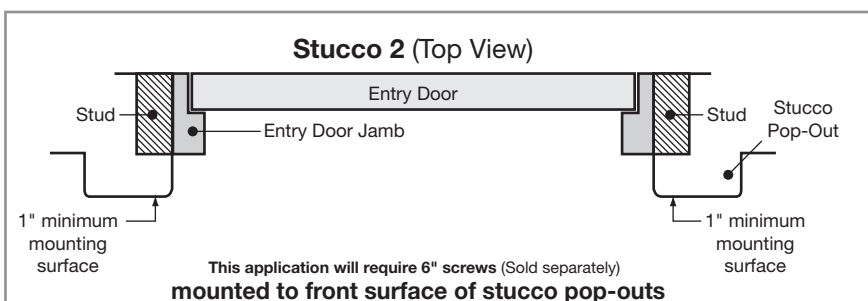 Stucco 2 (Top View)
Entry Door
Stud
Entry Door Jamb
Stud
Stucco
Pop-Out
1" minimum
mounting
surface
1" minimum
mounting
surface
This application will require 6" screws (Sold separately)
mounted to front surface of stucco pop-outs